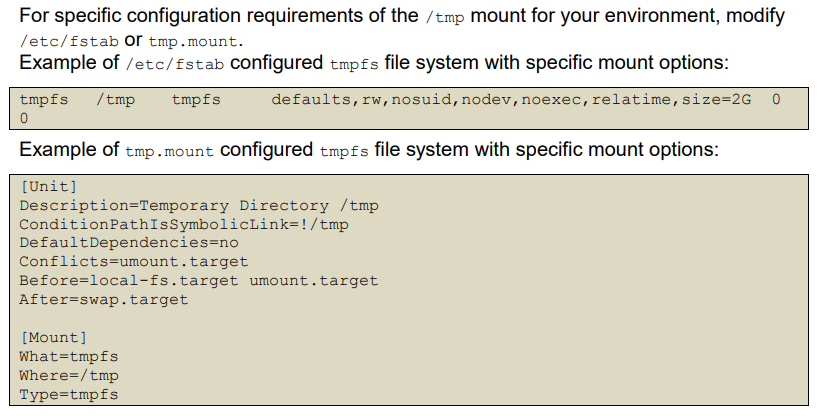 For specific configuration requirements of the /tmp mount for your environment, modify
/etc/fstab or tmp.mount.
Example of /etc/fstab configured tmpfs file system with specific mount options:
tmpfs /tmp tmpfs defaults,rw,nosuid,nodev,noexec,relatime,size=2G 0
0
Example of tmp.mount configured tmpfs file system with specific mount options:
[Unit]
Description=Temporary Directory /tmp
ConditionPathIsSymbolicLink=!/tmp
DefaultDependencies=no
Conflicts=umount.target
Before=local-fs.target umount.target
After=swap.target
[Mount]
What=tmpfs
Where=/tmp
Type=tmpfs